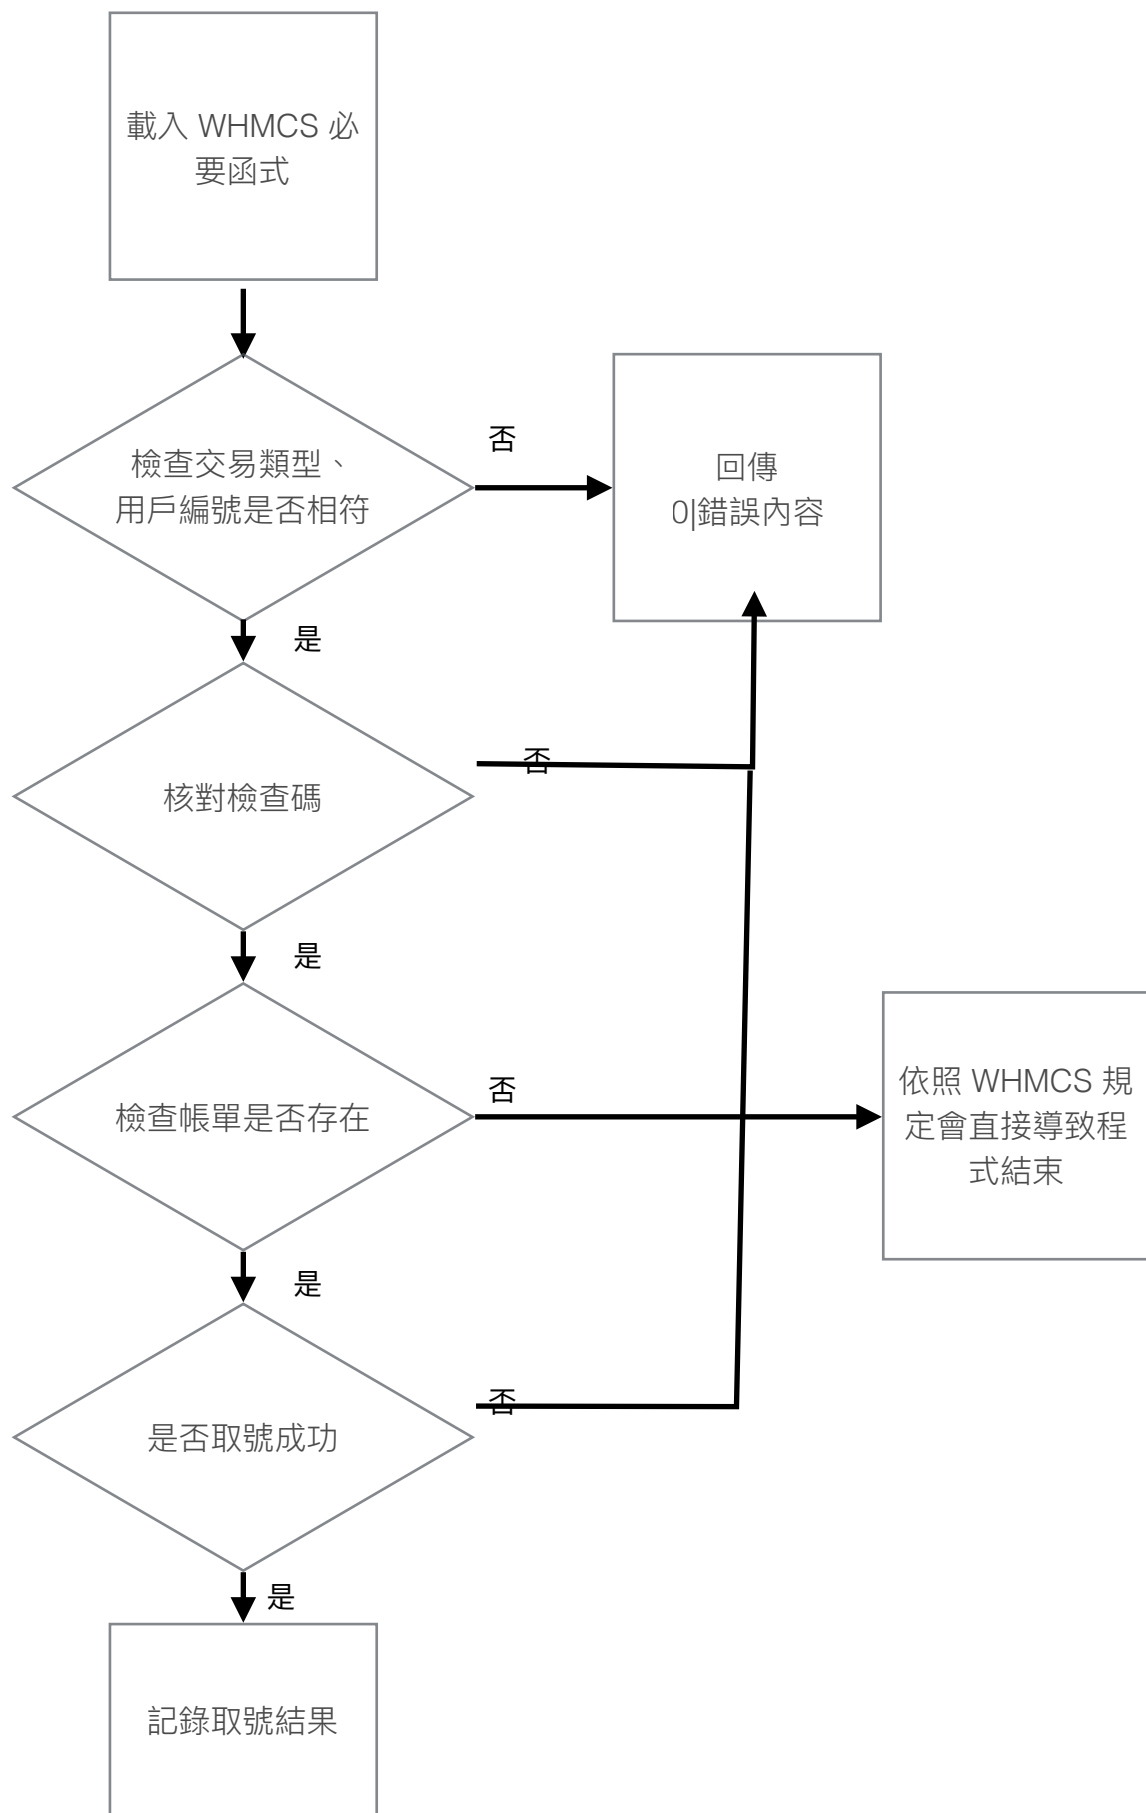 載入 WHMCS 必
要函式
檢查交易類型、
用戶編號是否相符
否
回傳
0|錯誤內容
是
核對檢查碼
否
是
檢查帳單是否存在
否
依照 WHMCS 規
定會直接導致程
式結束
是
是否取號成功
否
是
記錄取號結果